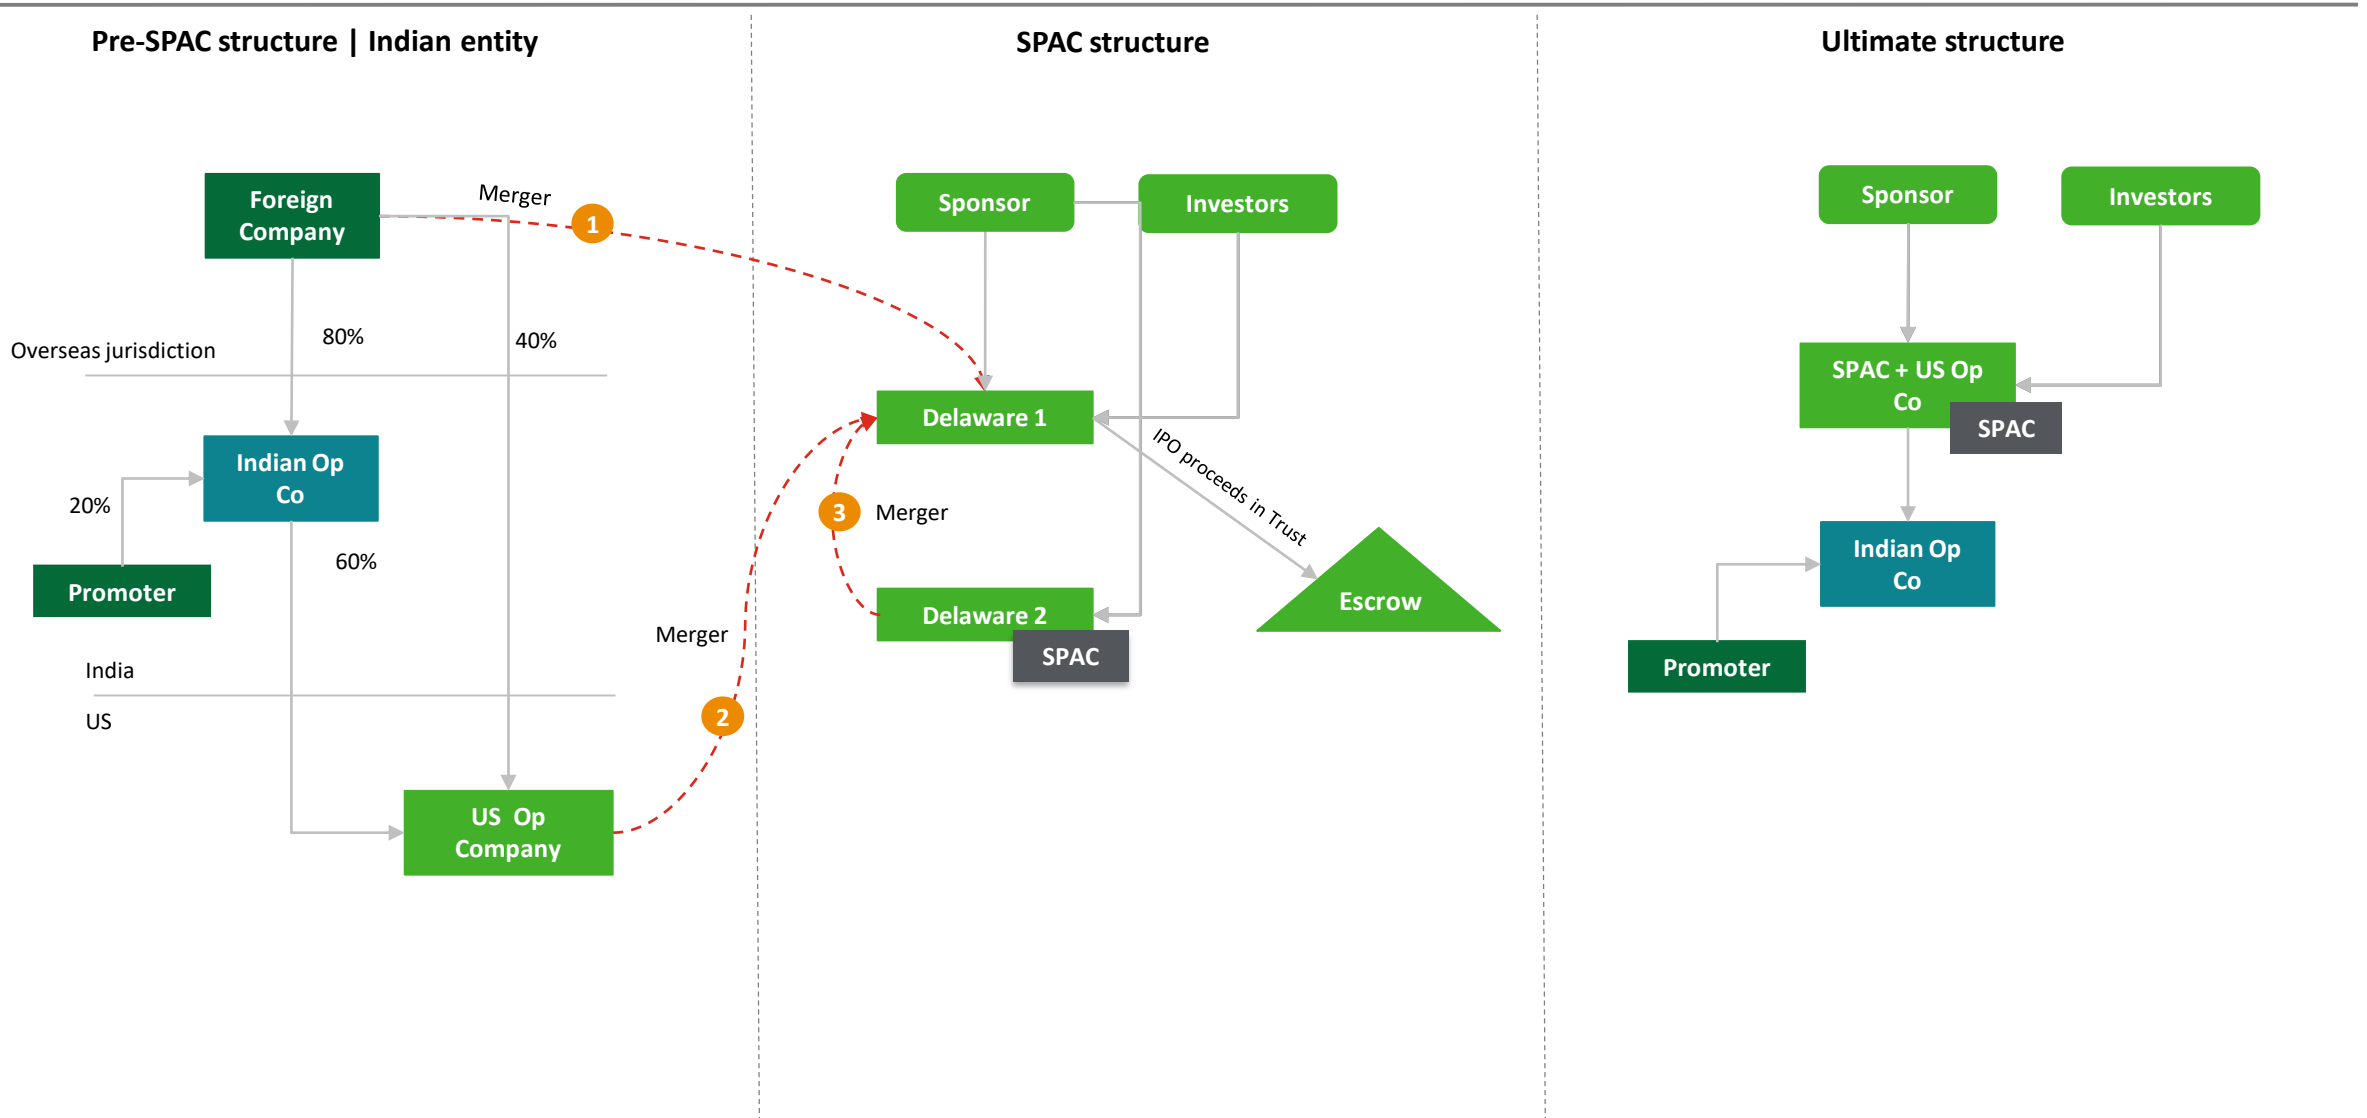 Pre-SPAC structure | Indian entity
Foreign
Company
Merger
1
80%
40%
Overseas jurisdiction
Indian Op
Co
20%
60%
Promoter
India
US
Merger
2
US Op
Company
SPAC structure
Sponsor
Investors
Delaware 1
IPO proceeds in Trust
3
Merger
Delaware 2
SPAC
Escrow
Ultimate structure
Sponsor
Investors
SPAC + US Op
Co
SPAC
Indian Op
Co
Promoter